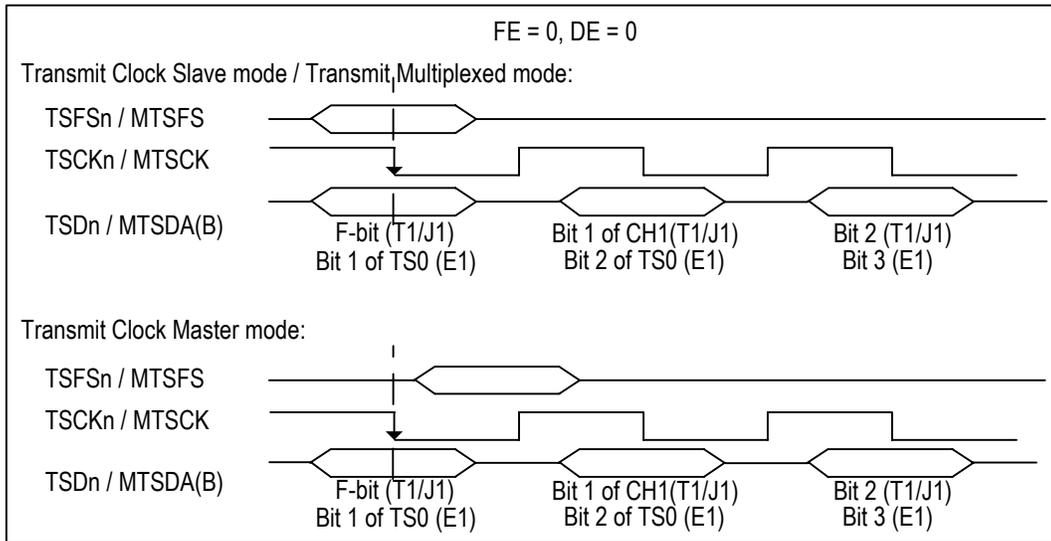 FE = 0, DE = 0
Transmit Clock Slave mode / Transmit Multiplexed mode:
TSFSn / MTSFS
TSCKn / MTSCK
TSDn / MTSDA(B)
F-bit (T1/J1) Bit 1 of CH1(T1/J1) Bit 2 (T1/J1)
Bit 1 of TS0 (E1) Bit 2 of TS0 (E1) Bit 3 (E1)
Transmit Clock Master mode:
TSFSn / MTSFS
TSCKn / MTSCK
TSDn / MTSDA(B)
F-bit (T1/J1) Bit 1 of CH1(T1/J1) Bit 2 (T1/J1)
Bit 1 of TS0 (E1) Bit 2 of TS0 (E1) Bit 3 (E1)